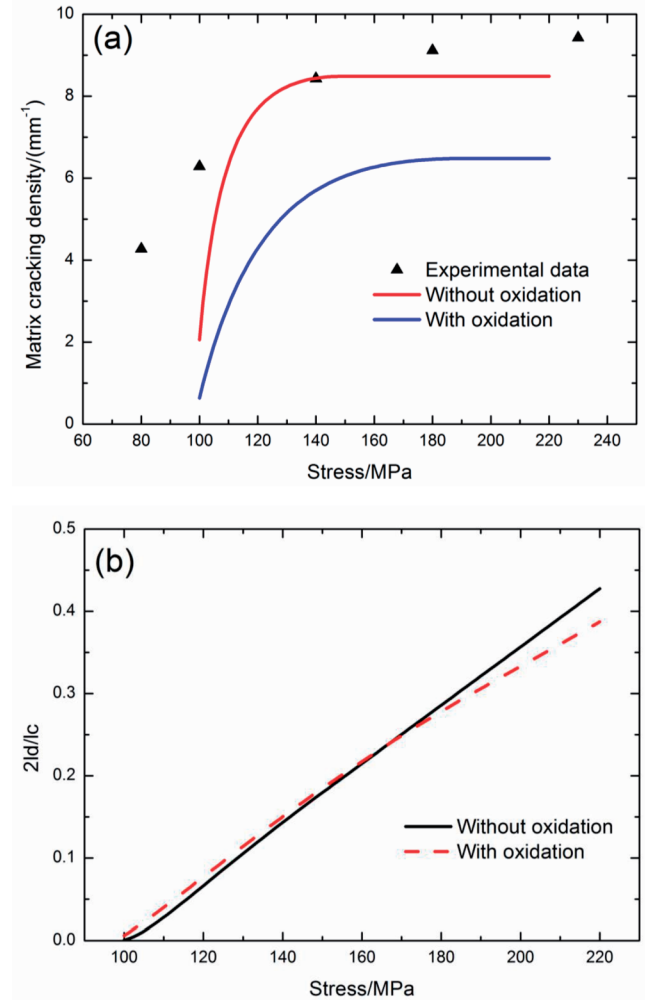 (a)
10
8
6
4
2
0
Matrix cracking density/(mm⁻¹)
Experimental data
Without oxidation
With oxidation
60 80 100 120 140 160 180 200 220 240
Stress/MPa
(b)
0.5
0.4
0.3
0.2
0.1
0.0
2ld/lc
Without oxidation
With oxidation
100 120 140 160 180 200 220
Stress/MPa